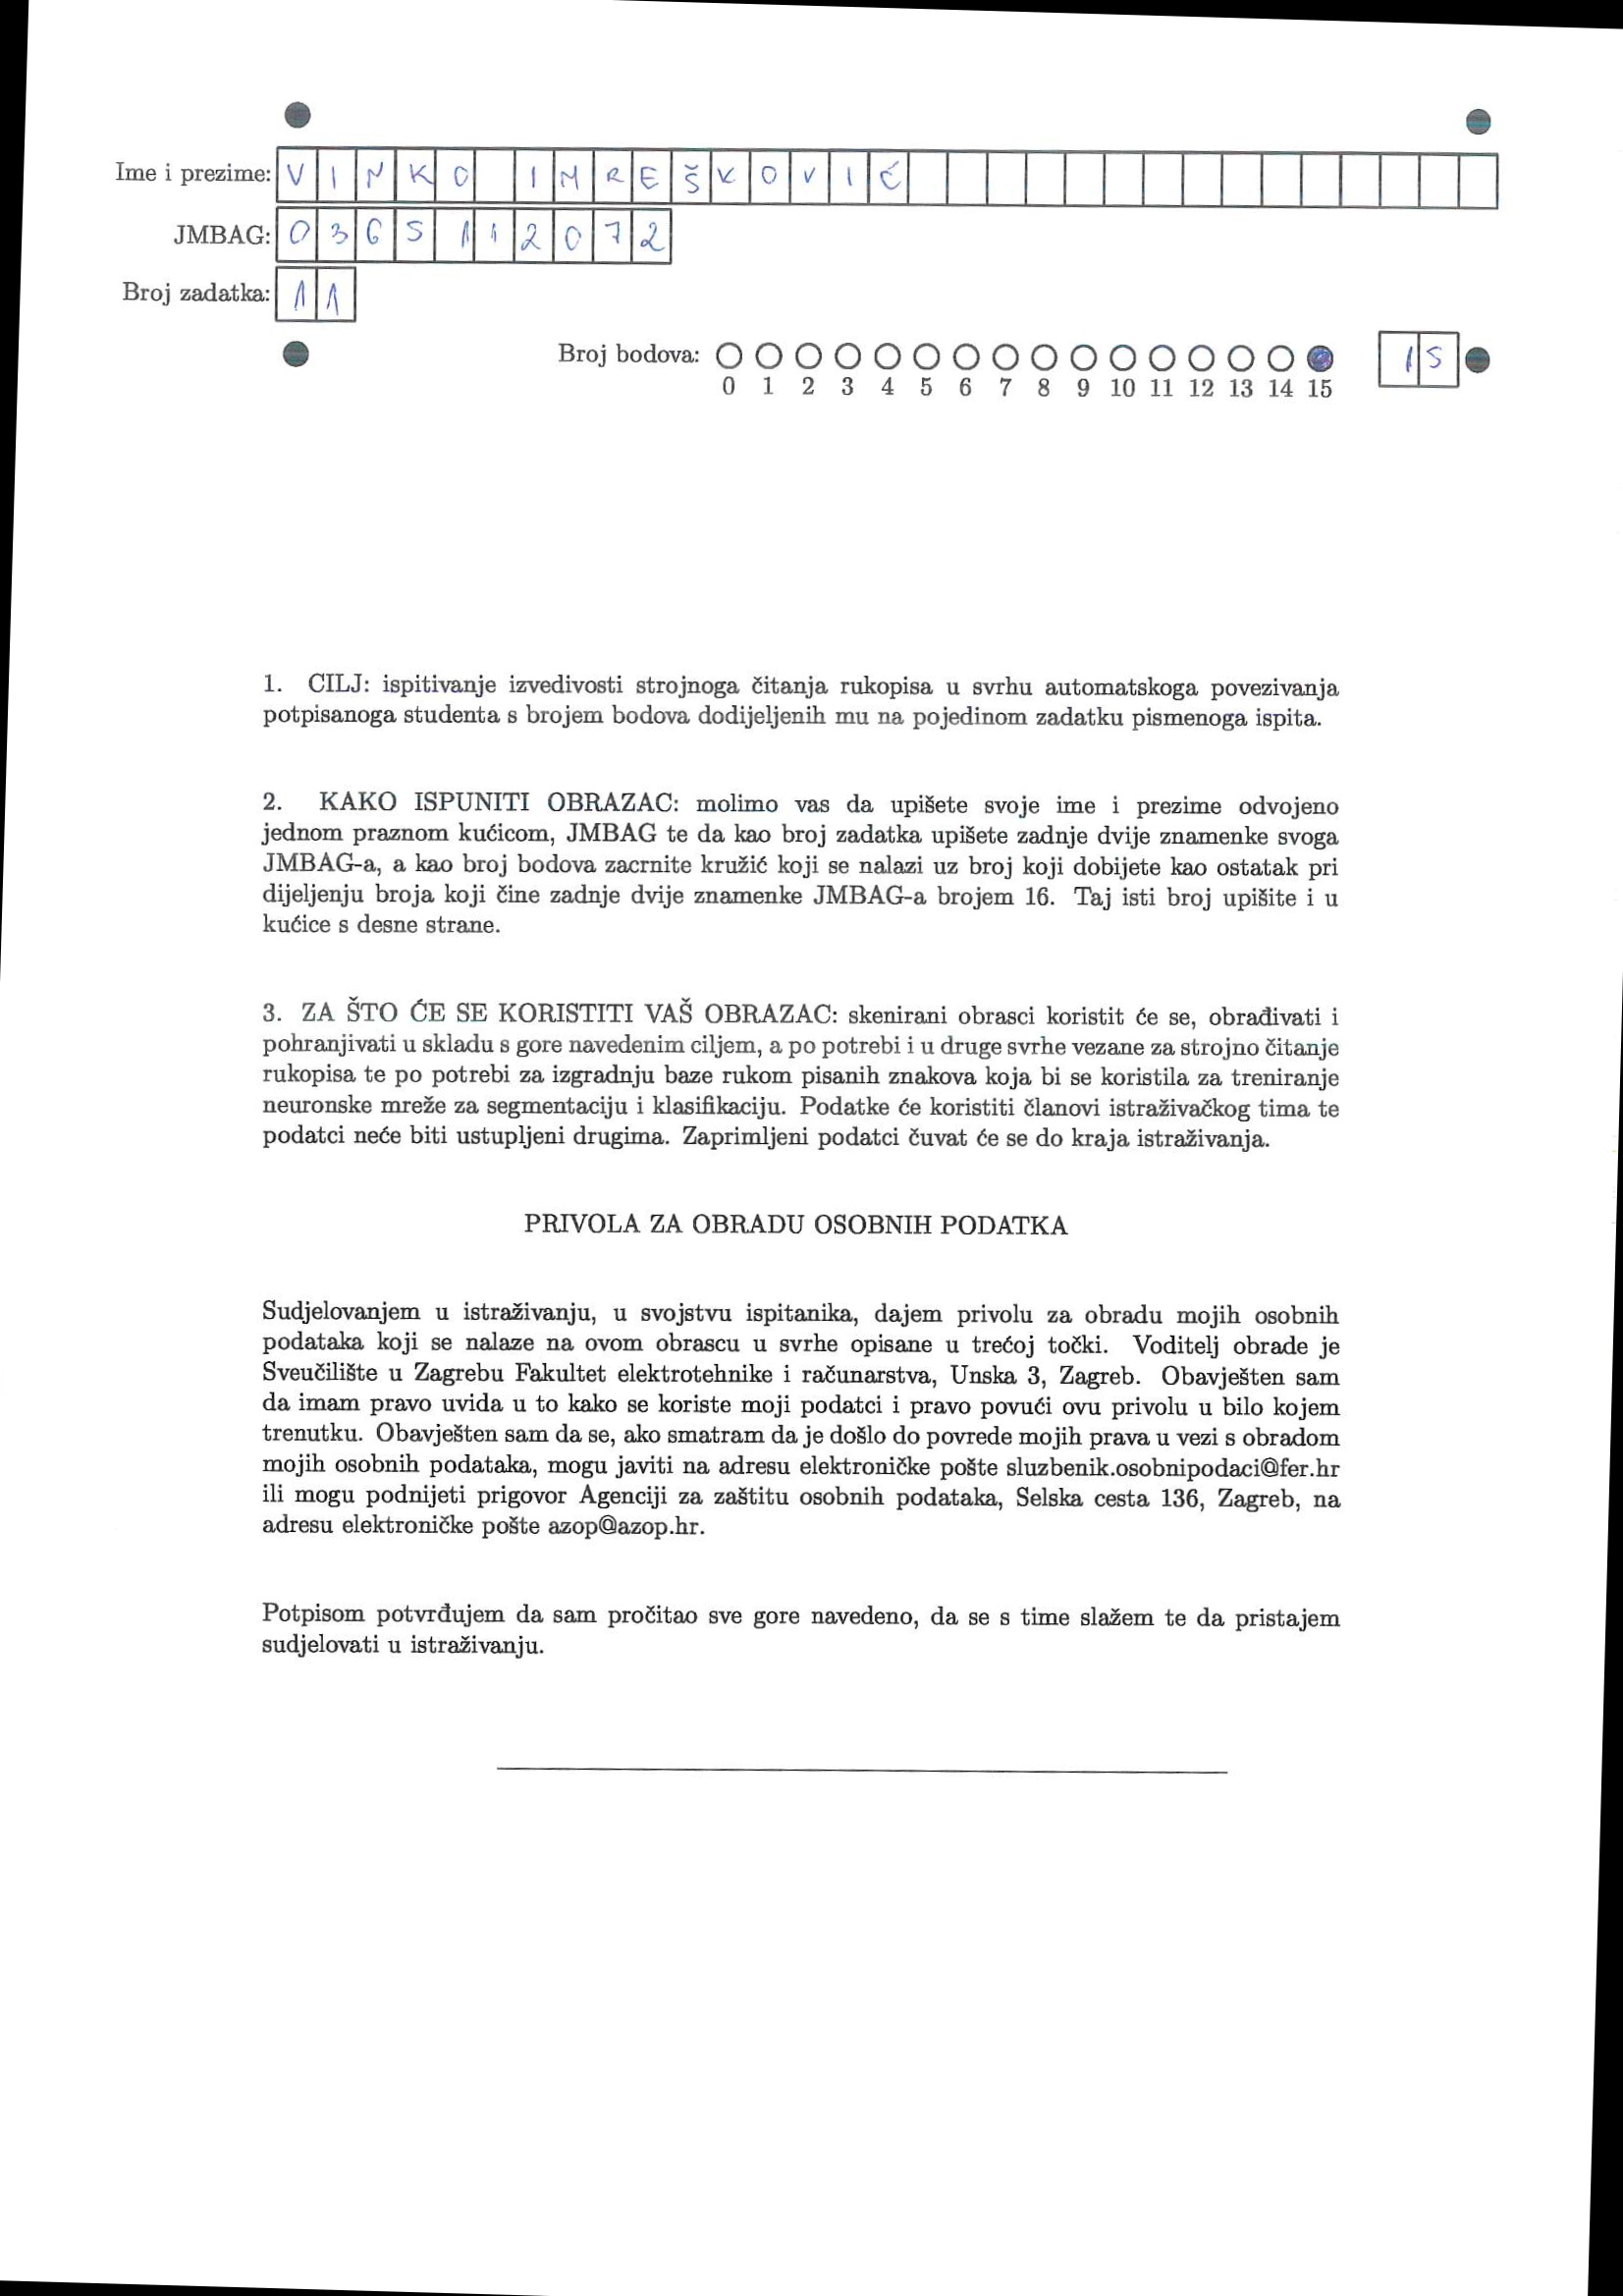 Ime i prezime: VINKO IMREŠKOVIĆ
JMBAG: 0365112072
Broj zadatka: 11
Broj bodova: 15
0 1 2 3 4 5 6 7 8 9 10 11 12 13 14 15
1. CILJ: ispitivanje izvedivosti strojnoga čitanja rukopisa u svrhu automatskoga povezivanja
potpisanoga studenta s brojem bodova dodijeljenih mu na pojedinom zadatku pismenoga ispita.
2. KAKO ISPUNITI OBRAZAC: molimo vas da upišete svoje ime i prezime odvojeno
jednom praznom kućicom, JMBAG te da kao broj zadatka upišete zadnje dvije znamenke svoga
JMBAG-a, a kao broj bodova zacrnite kružić koji se nalazi uz broj koji dobijete kao ostatak pri
dijeljenju broja koji čine zadnje dvije znamenke JMBAG-a brojem 16. Taj isti broj upišite i u
kućice s desne strane.
3. ZA ŠTO ĆE SE KORISTITI VAŠ OBRAZAC: skenirani obrasci koristit će se, obrađivati i
pohranjivati u skladu s gore navedenim ciljem, a po potrebi i u druge svrhe vezane za strojno čitanje
rukopisa te po potrebi za izgradnju baze rukom pisanih znakova koja bi se koristila za treniranje
neuronske mreže za segmentaciju i klasifikaciju. Podatke će koristiti članovi istraživačkog tima te
podatci neće biti ustupljeni drugima. Zaprimljeni podatci čuvat će se do kraja istraživanja.
PRIVOLA ZA OBRADU OSOBNIH PODATKA
Sudjelovanjem u istraživanju, u svojstvu ispitanika, dajem privolu za obradu mojih osobnih
podataka koji se nalaze na ovom obrascu u svrhe opisane u trećoj točki. Voditelj obrade je
Sveučilište u Zagrebu Fakultet elektrotehnike i računarstva, Unska 3, Zagreb. Obavješten sam
da imam pravo uvida u to kako se koriste moji podatci i pravo povući ovu privolu u bilo kojem
trenutku. Obavješten sam da se, ako smatram da je došlo do povrede mojih prava u vezi s obradom
mojih osobnih podataka, mogu javiti na adresu elektroničke pošte sluzbenik.osobnipodaci@fer.hr
ili mogu podnijeti prigovor Agenciji za zaštitu osobnih podataka, Selska cesta 136, Zagreb, na
adresu elektroničke pošte azop@azop.hr.
Potpisom potvrđujem da sam pročitao sve gore navedeno, da se s time slažem te da pristajem
sudjelovati u istraživanju.